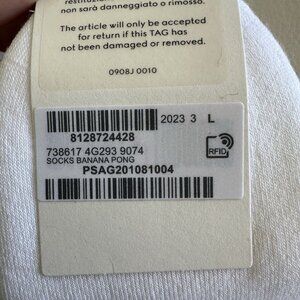 non sarà danneggiato o rimosso.
The article will only be accepted
for return if this TAG has
not been damaged or removed.
0908J 0010
2023 3 L
8128724428
738617 4G293 9074
SOCKS BANANA PONG
PSAG201081004
RFID